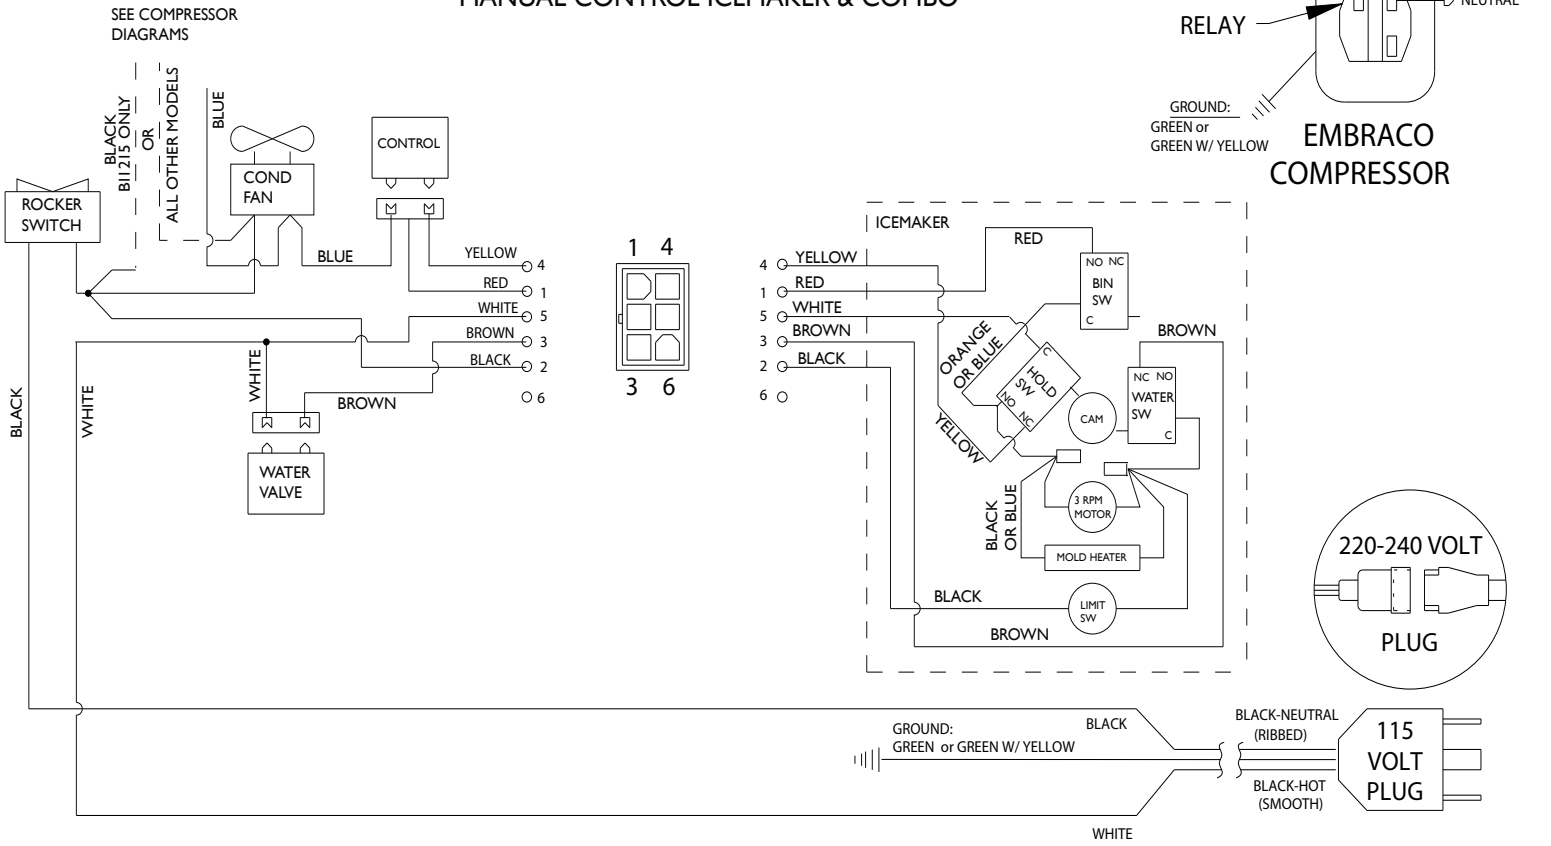 MANUAL CONTROL ICEMAKER & COMBO
SEE COMPRESSOR
DIAGRAMS
NEUTRAL
RELAY
GROUND:
GREEN or
GREEN W/ YELLOW
EMBRACO
COMPRESSOR
BLACK
B11215 ONLY
OR
ALL OTHER MODELS
BLUE
COND
FAN
CONTROL
ROCKER
SWITCH
BLUE
YELLOW
4
RED
1
WHITE
5
BROWN
3
BLACK
2
6
WHITE
BROWN
WATER
VALVE
BLACK
WHITE
1 4
3 6
4 YELLOW
1 RED
5 WHITE
3 BROWN
2 BLACK
6
ICEMAKER
RED
NO NC
BIN
SW
C
BROWN
ORANGE
OR BLUE
C
HOLD
SW
NO
NC
YELLOW
CAM
NC NO
WATER
SW
C
BLACK
OR BLUE
3 RPM
MOTOR
MOLD HEATER
BLACK
LIMIT
SW
BROWN
220-240 VOLT
PLUG
GROUND:
GREEN or GREEN W/ YELLOW
BLACK
BLACK-NEUTRAL
(RIBBED)
BLACK-HOT
(SMOOTH)
115
VOLT
PLUG
WHITE